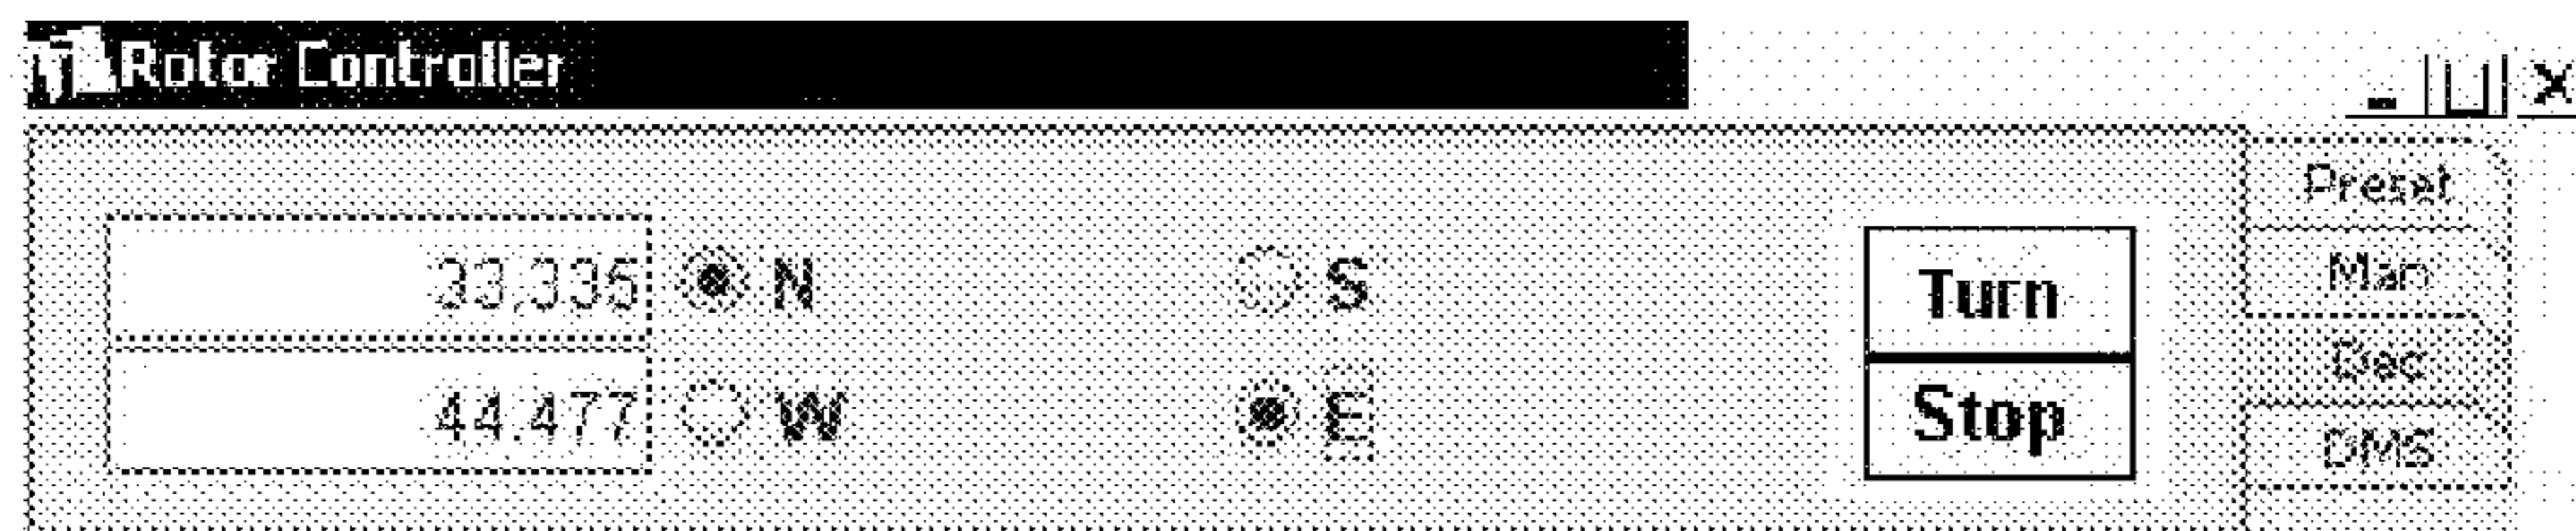 Rotor Controller
Preset
33.335 N S Turn
Man
Dec
44.477 W E Stop
DMS